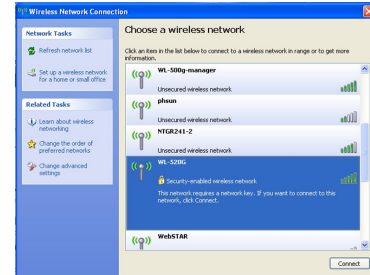 Wireless Network Connection
Network Tasks
Refresh network list
Set up a wireless network
for a home or small office
Related Tasks
Learn about wireless
networking
Change the order of
preferred networks
Change advanced
settings
Choose a wireless network
Click an item in the list below to connect to a wireless network in range or to get more
information.
WL-500g-manager
Unsecured wireless network
phsun
Unsecured wireless network
NTGR241-2
Unsecured wireless network
WL-520G
Security-enabled wireless network
This network requires a network key. If you want to connect to this
network, click Connect.
WebSTAR
Connect